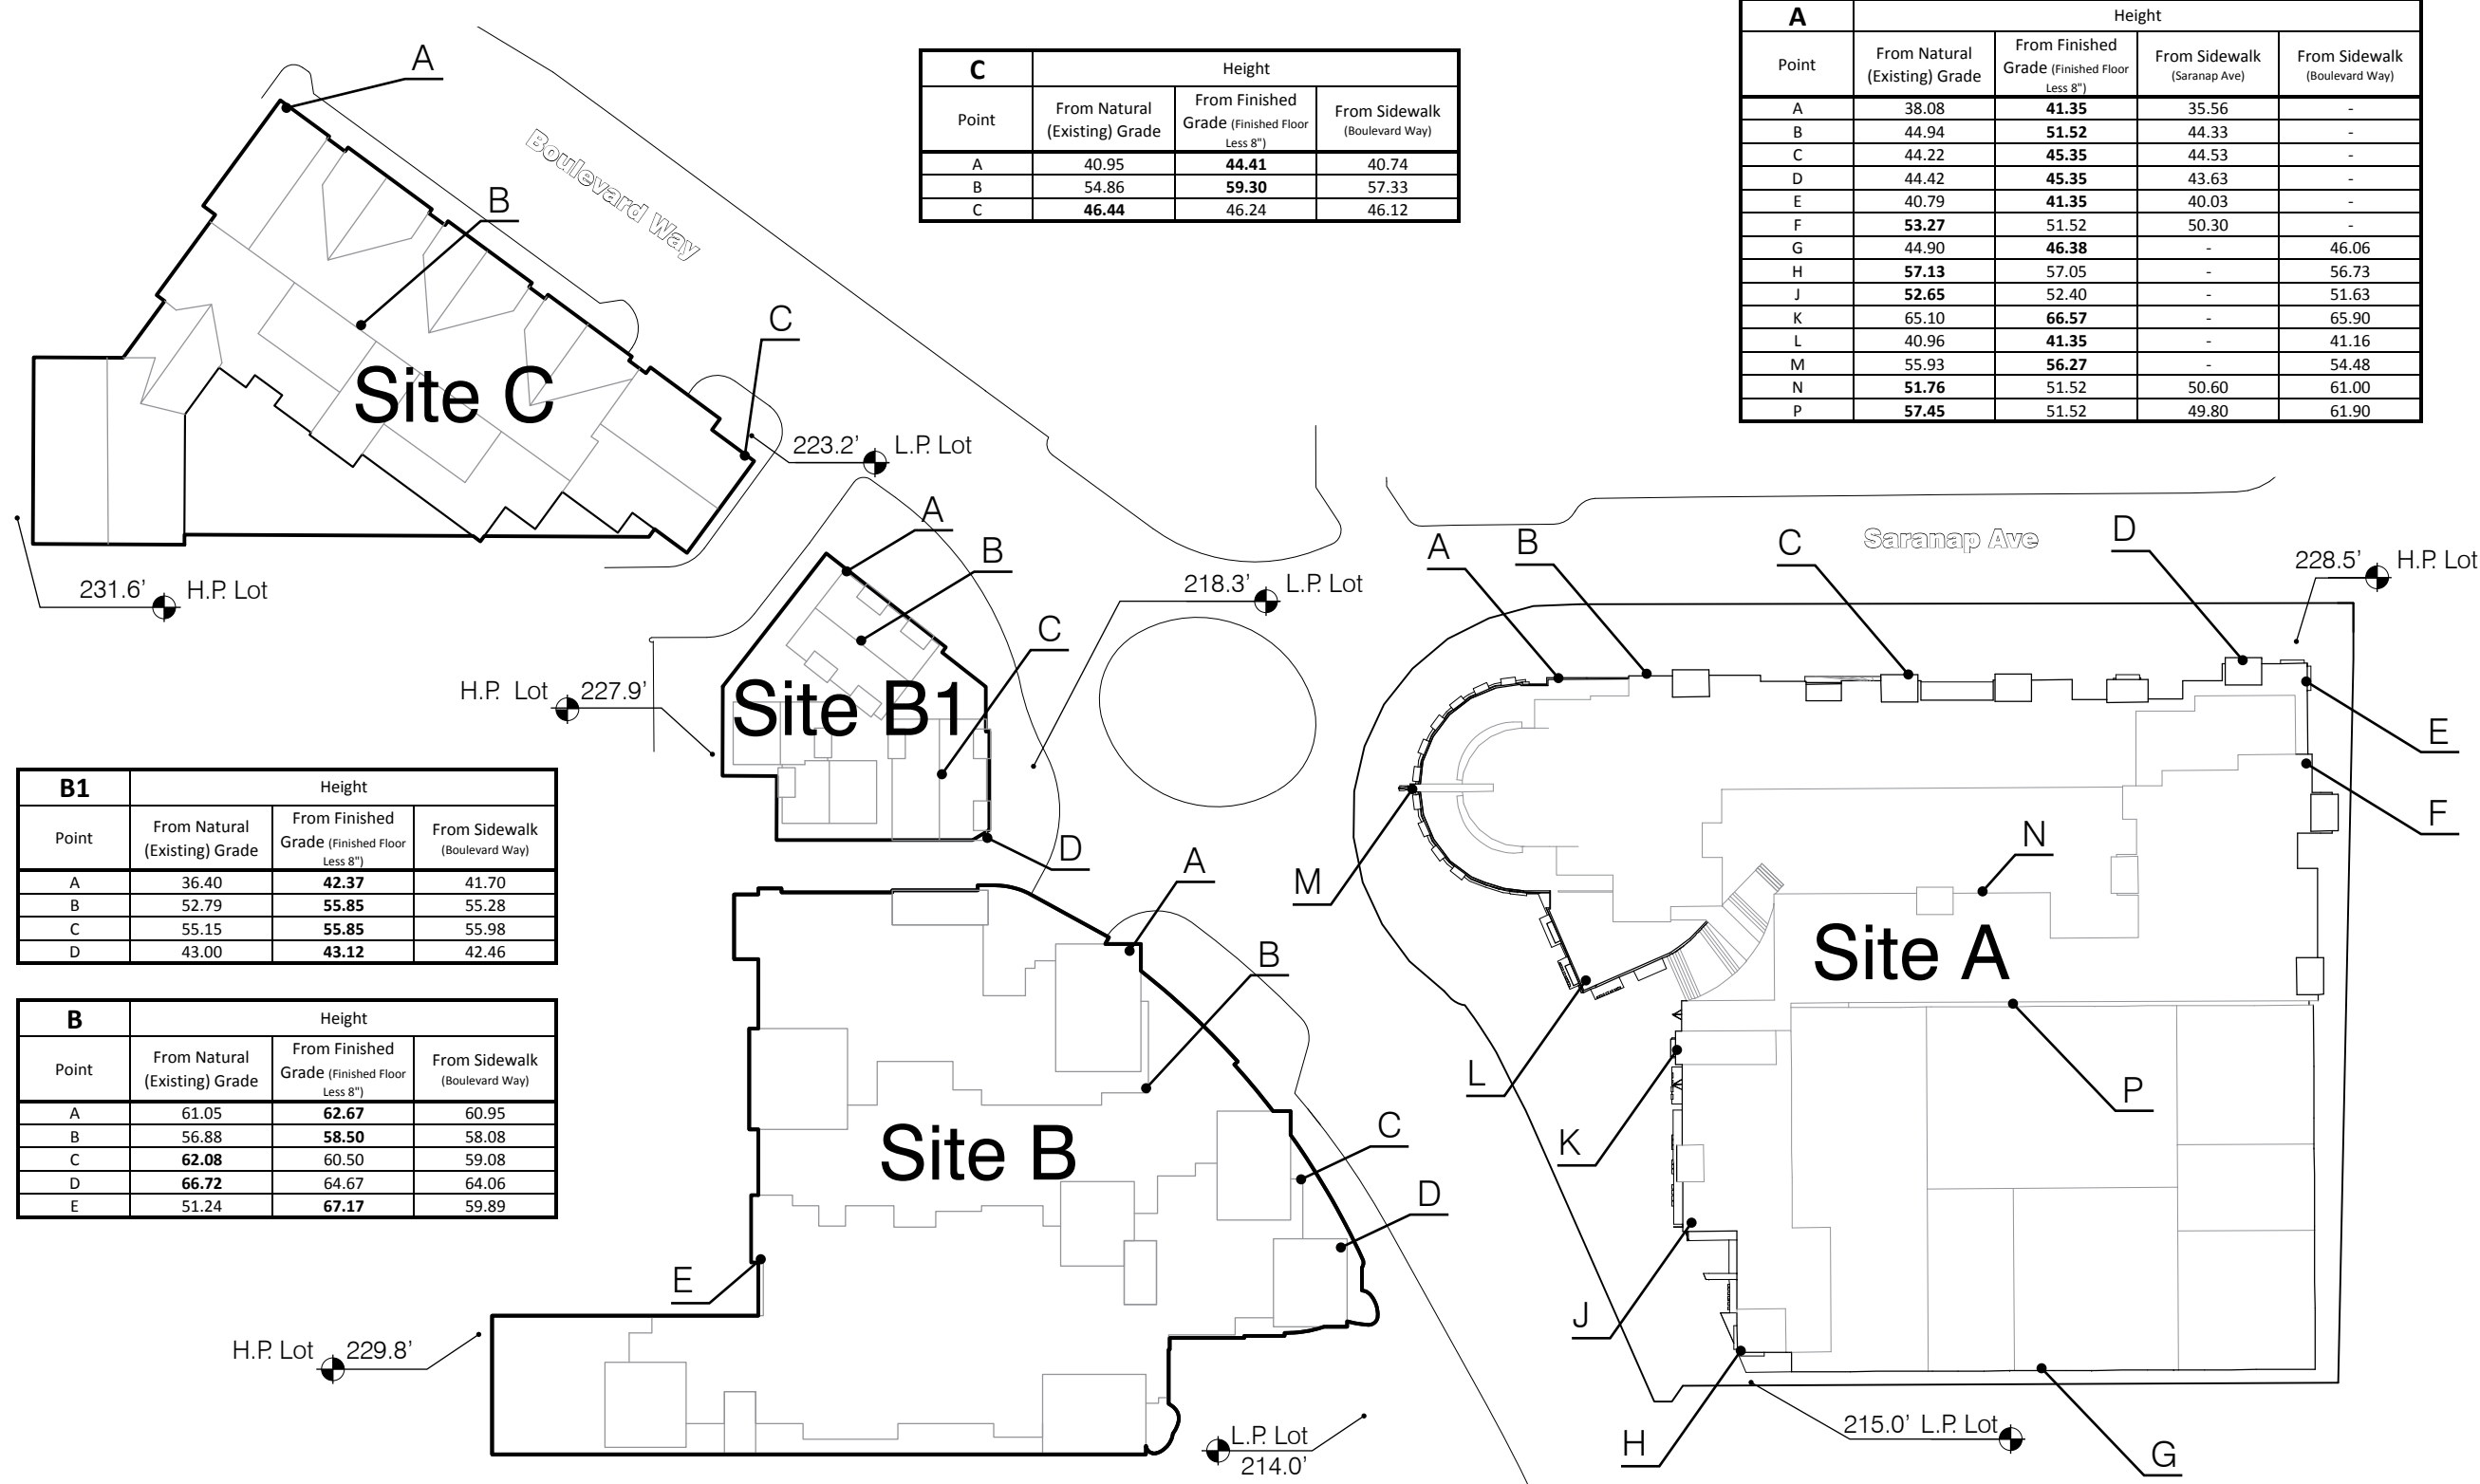 A
B
C
Boulevard Way
Site C
223.2' L.P. Lot
231.6' H.P. Lot
C Height
Point From Natural (Existing) Grade From Finished Grade (Finished Floor Less 8") From Sidewalk (Boulevard Way)
A 40.95 44.41 40.74
B 54.86 59.30 57.33
C 46.44 46.24 46.12
A Height
Point From Natural (Existing) Grade From Finished Grade (Finished Floor Less 8") From Sidewalk (Saranap Ave) From Sidewalk (Boulevard Way)
A 38.08 41.35 35.56 -
B 44.94 51.52 44.33 -
C 44.22 45.35 44.53 -
D 44.42 45.35 43.63 -
E 40.79 41.35 40.03 -
F 53.27 51.52 50.30 -
G 44.90 46.38 - 46.06
H 57.13 57.05 - 56.73
J 52.65 52.40 - 51.63
K 65.10 66.57 - 65.90
L 40.96 41.35 - 41.16
M 55.93 56.27 - 54.48
N 51.76 51.52 50.60 61.00
P 57.45 51.52 49.80 61.90
A
B
C
D
218.3' L.P. Lot
H.P. Lot 227.9'
Site B1
B1 Height
Point From Natural (Existing) Grade From Finished Grade (Finished Floor Less 8") From Sidewalk (Boulevard Way)
A 36.40 42.37 41.70
B 52.79 55.85 55.28
C 55.15 55.85 55.98
D 43.00 43.12 42.46
B Height
Point From Natural (Existing) Grade From Finished Grade (Finished Floor Less 8") From Sidewalk (Boulevard Way)
A 61.05 62.67 60.95
B 56.88 58.50 58.08
C 62.08 60.50 59.08
D 66.72 64.67 64.06
E 51.24 67.17 59.89
A
B
C
D
E
Site B
H.P. Lot 229.8'
L.P. Lot
214.0'
Saranap Ave
A
B
C
D
228.5' H.P. Lot
E
F
M
N
Site A
L
P
K
J
H
G
215.0' L.P. Lot